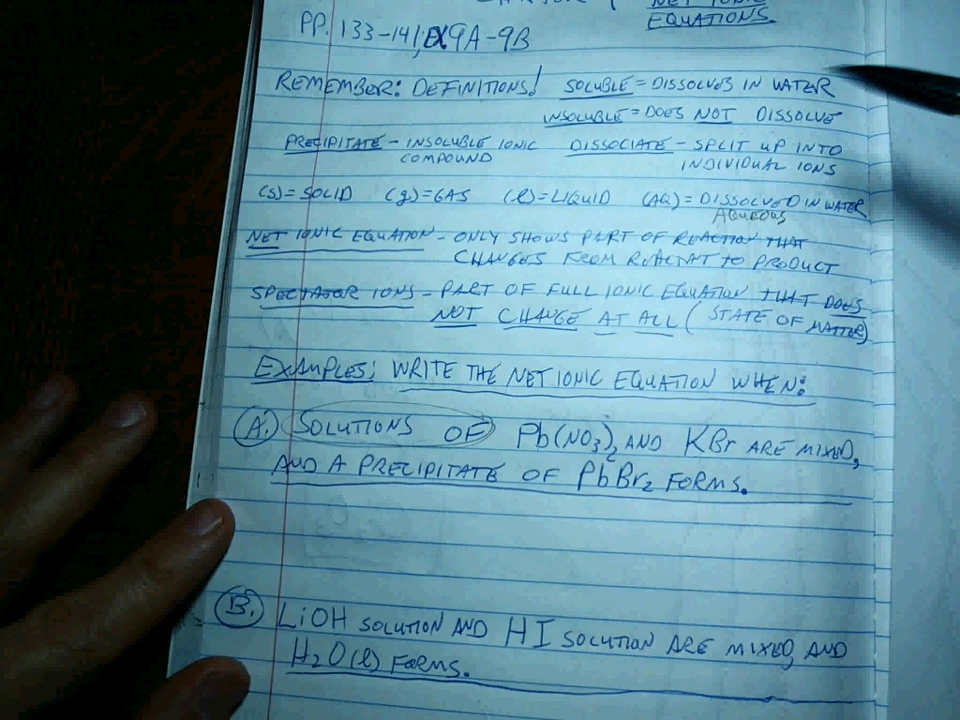 EQUATIONS
PP. 133-141, EX 9A-9B
REMEMBER: DEFINITIONS! SOLUBLE = DISSOLVES IN WATER
INSOLUBLE = DOES NOT DISSOLVE
PRECIPITATE - INSOLUBLE IONIC COMPOUND
DISSOCIATE - SPLIT UP INTO INDIVIDUAL IONS
(s) = SOLID (g) = GAS (l) = LIQUID (AQ) = DISSOLVED IN WATER
AQUEOUS
NET IONIC EQUATION - ONLY SHOWS PART OF REACTION THAT
CHANGES FROM REACTAT TO PRODUCT
SPECTATOR IONS - PART OF FULL IONIC EQUATION THAT DOES
NOT CHANGE AT ALL (STATE OF MATTER)
EXAMPLES: WRITE THE NET IONIC EQUATION WHEN:
A. SOLUTIONS OF Pb(NO3)2 AND KBr ARE MIXED,
AND A PRECIPITATE OF PbBr2 FORMS.
B. LiOH SOLUTION AND HI SOLUTION ARE MIXED, AND
H2O(l) FORMS.